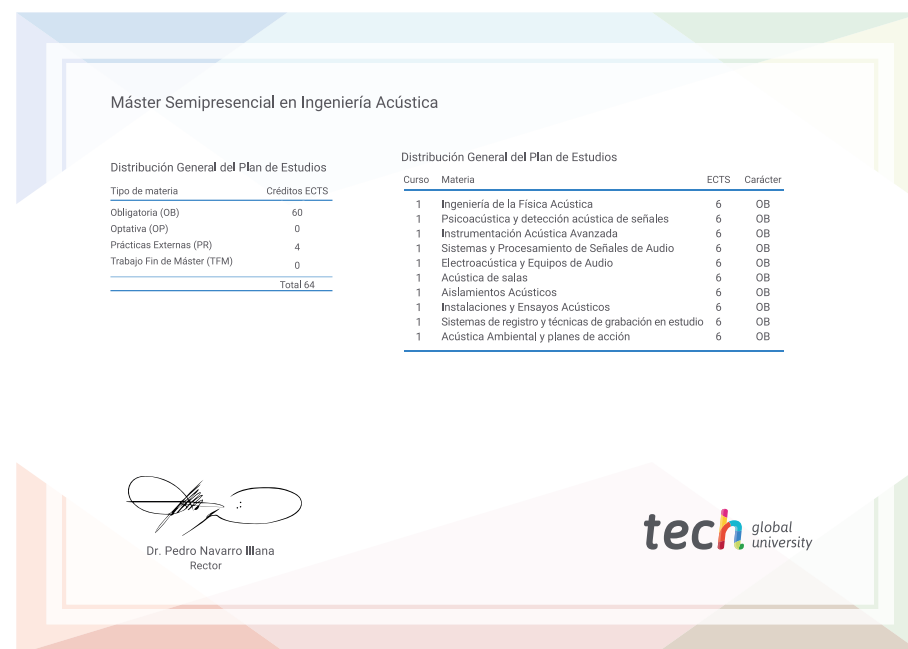 Máster Semipresencial en Ingeniería Acústica
Distribución General del Plan de Estudios
Tipo de materia Créditos ECTS
Obligatoria (OB) 60
Optativa (OP) 0
Prácticas Externas (PR) 4
Trabajo Fin de Máster (TFM) 0
Total 64
Distribución General del Plan de Estudios
Curso Materia ECTS Carácter
1 Ingeniería de la Física Acústica 6 OB
1 Psicoacústica y detección acústica de señales 6 OB
1 Instrumentación Acústica Avanzada 6 OB
1 Sistemas y Procesamiento de Señales de Audio 6 OB
1 Electroacústica y Equipos de Audio 6 OB
1 Acústica de salas 6 OB
1 Aislamientos Acústicos 6 OB
1 Instalaciones y Ensayos Acústicos 6 OB
1 Sistemas de registro y técnicas de grabación en estudio 6 OB
1 Acústica Ambiental y planes de acción 6 OB
Dr. Pedro Navarro Illana
Rector
tech global
university